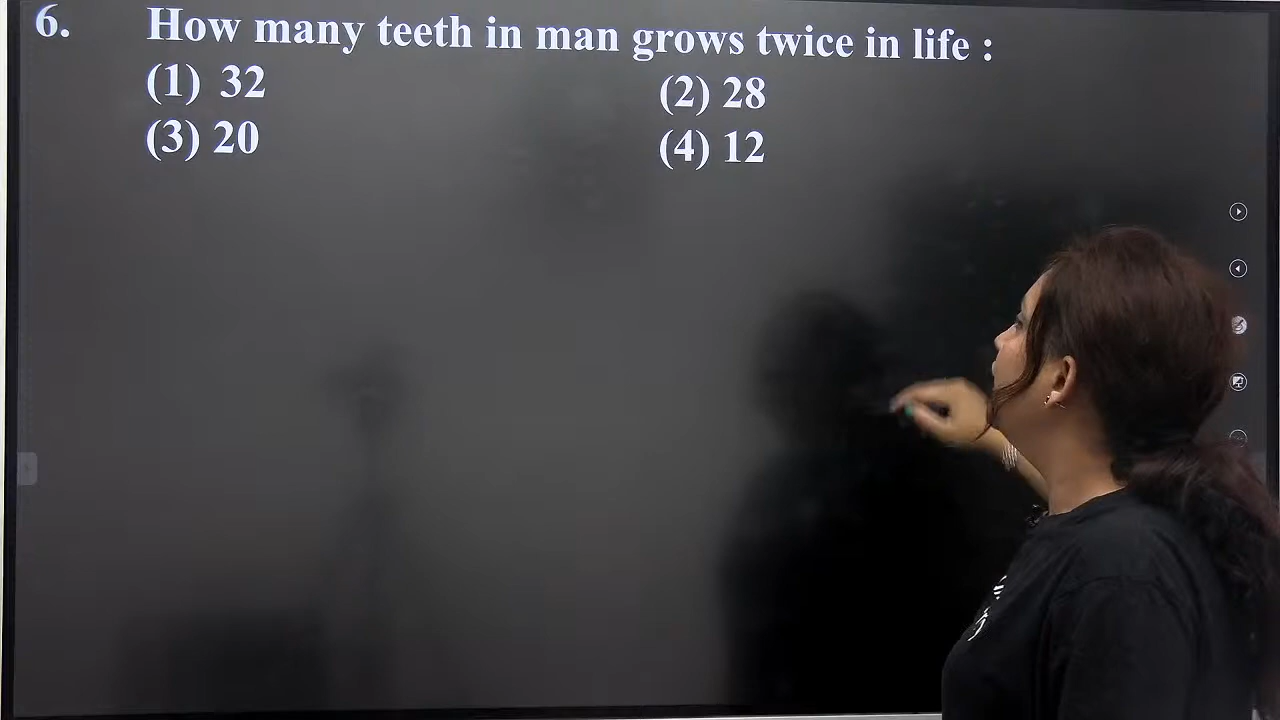 6. How many teeth in man grows twice in life :
(1) 32 (2) 28
(3) 20 (4) 12